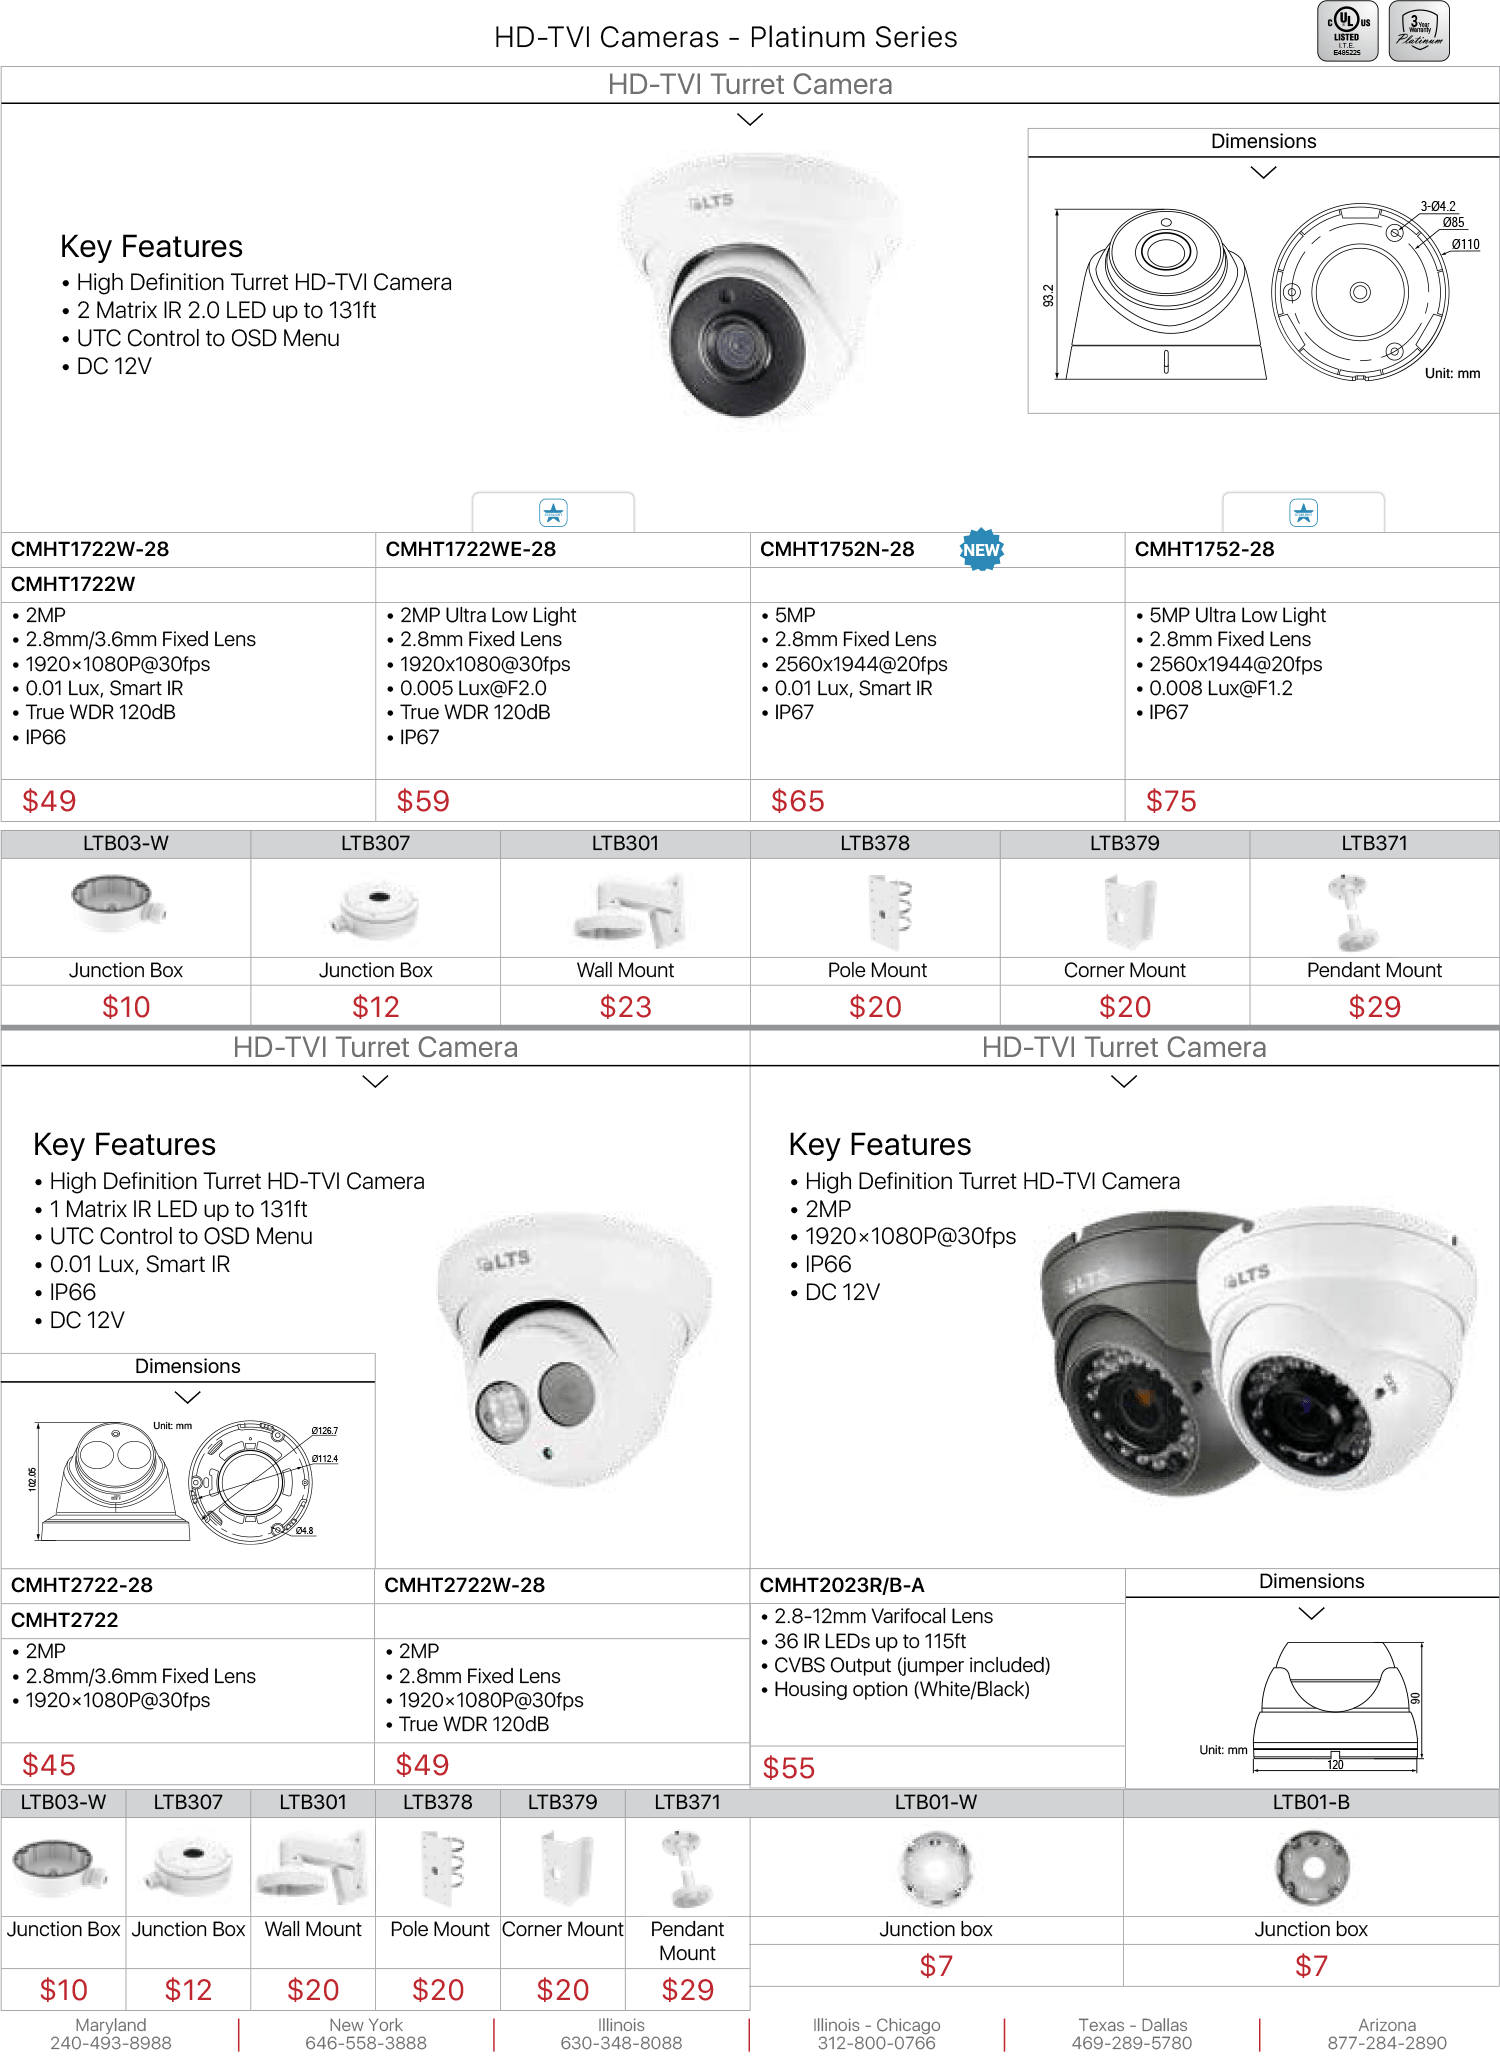 HD-TVI Cameras - Platinum Series
C UL US
LISTED
I.T.E.
E485225
3 Year
Warranty
Platinum
HD-TVI Turret Camera
Dimensions
LTS
3-Ø4.2
Ø85
Ø110
93.2
Unit: mm
Key Features
• High Definition Turret HD-TVI Camera
• 2 Matrix IR 2.0 LED up to 131ft
• UTC Control to OSD Menu
• DC 12V
CMHT1722W-28
CMHT1722WE-28
CMHT1752N-28
NEW
CMHT1752-28
CMHT1722W
• 2MP
• 2.8mm/3.6mm Fixed Lens
• 1920×1080P@30fps
• 0.01 Lux, Smart IR
• True WDR 120dB
• IP66
• 2MP Ultra Low Light
• 2.8mm Fixed Lens
• 1920x1080@30fps
• 0.005 Lux@F2.0
• True WDR 120dB
• IP67
• 5MP
• 2.8mm Fixed Lens
• 2560x1944@20fps
• 0.01 Lux, Smart IR
• IP67
• 5MP Ultra Low Light
• 2.8mm Fixed Lens
• 2560x1944@20fps
• 0.008 Lux@F1.2
• IP67
$49
$59
$65
$75
LTB03-W
LTB307
LTB301
LTB378
LTB379
LTB371
Junction Box
Junction Box
Wall Mount
Pole Mount
Corner Mount
Pendant Mount
$10
$12
$23
$20
$20
$29
HD-TVI Turret Camera
Key Features
• High Definition Turret HD-TVI Camera
• 1 Matrix IR LED up to 131ft
• UTC Control to OSD Menu
• 0.01 Lux, Smart IR
• IP66
• DC 12V
LTS
Dimensions
Unit: mm
Ø126.7
Ø112.4
102.05
Ø4.8
HD-TVI Turret Camera
Key Features
• High Definition Turret HD-TVI Camera
• 2MP
• 1920×1080P@30fps
• IP66
• DC 12V
LTS
LTS
CMHT2722-28
CMHT2722W-28
CMHT2722
• 2MP
• 2.8mm/3.6mm Fixed Lens
• 1920×1080P@30fps
• 2MP
• 2.8mm Fixed Lens
• 1920×1080P@30fps
• True WDR 120dB
$45
$49
CMHT2023R/B-A
• 2.8-12mm Varifocal Lens
• 36 IR LEDs up to 115ft
• CVBS Output (jumper included)
• Housing option (White/Black)
$55
Dimensions
90
Unit: mm
120
LTB03-W
LTB307
LTB301
LTB378
LTB379
LTB371
LTB01-W
LTB01-B
Junction Box
Junction Box
Wall Mount
Pole Mount
Corner Mount
Pendant
Mount
Junction box
Junction box
$10
$12
$20
$20
$20
$29
$7
$7
Maryland
240-493-8988
New York
646-558-3888
Illinois
630-348-8088
Illinois - Chicago
312-800-0766
Texas - Dallas
469-289-5780
Arizona
877-284-2890